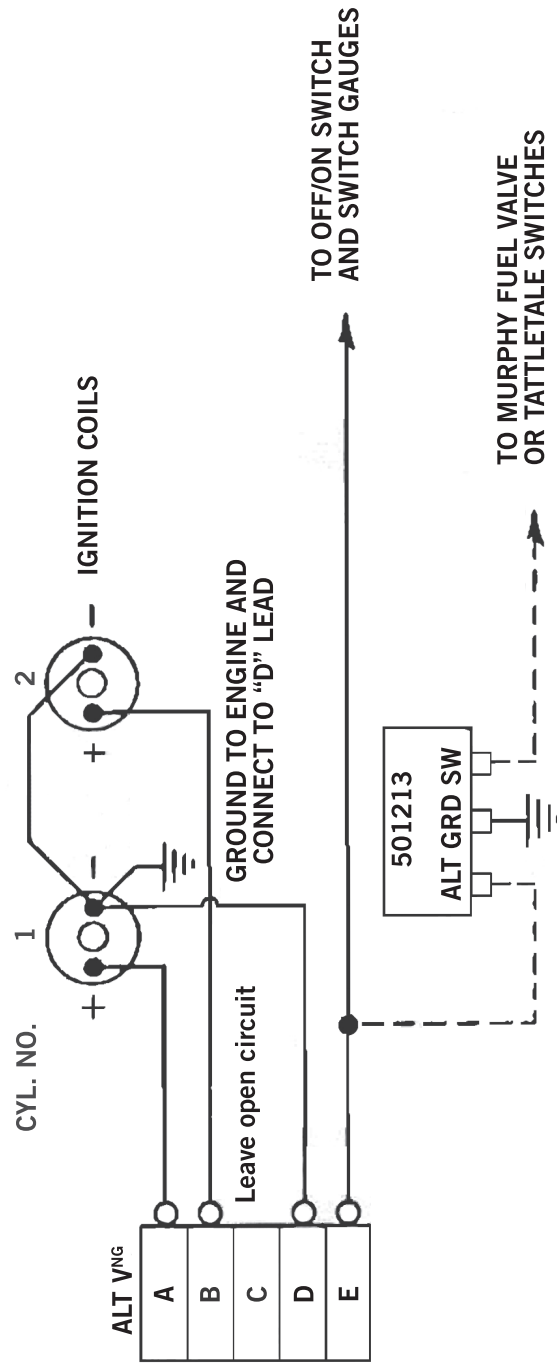 CYL. NO.
1
2
+
−
+
−
IGNITION COILS
ALT VNG
A
B
C
D
E
Leave open circuit
GROUND TO ENGINE AND
CONNECT TO “D” LEAD
TO OFF/ON SWITCH
AND SWITCH GAUGES
501213
ALT GRD SW
TO MURPHY FUEL VALVE
OR TATTLETALE SWITCHES